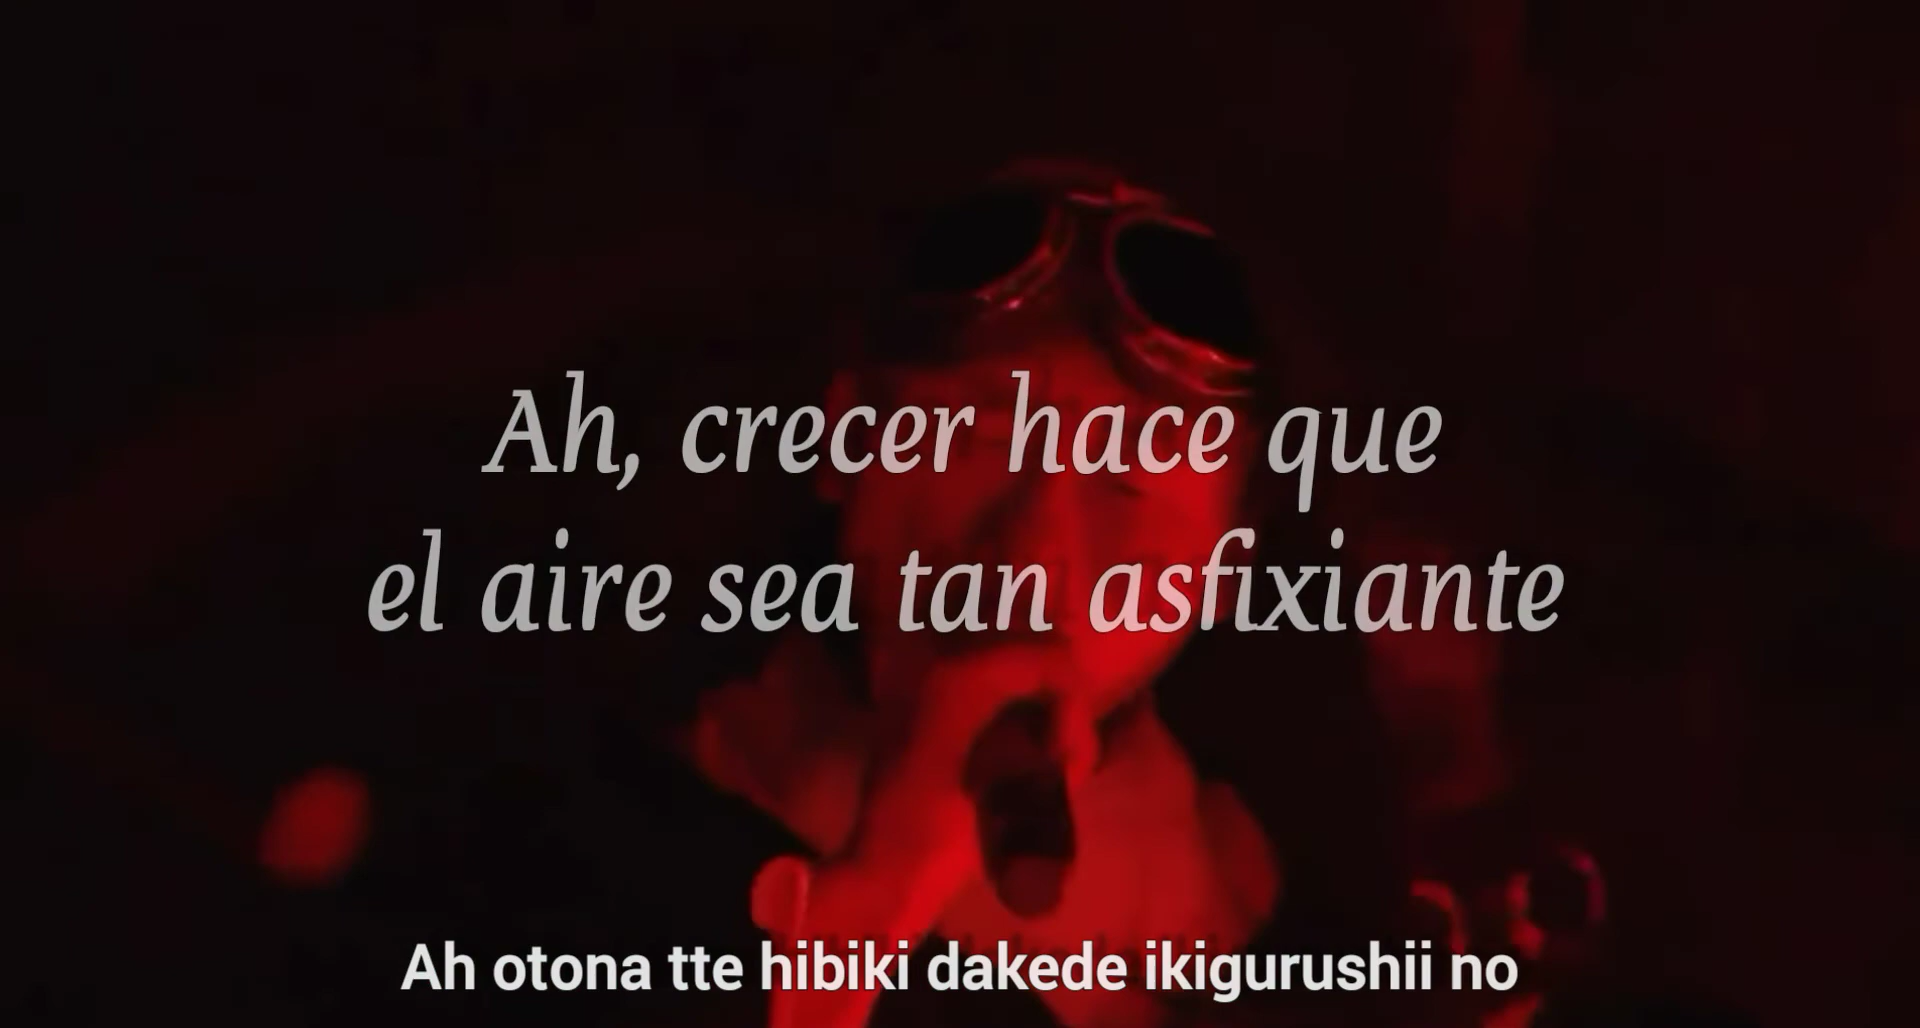 Ah, crecer hace que
el aire sea tan asfixiante
Ah otona tte hibiki dakede ikigurushii no